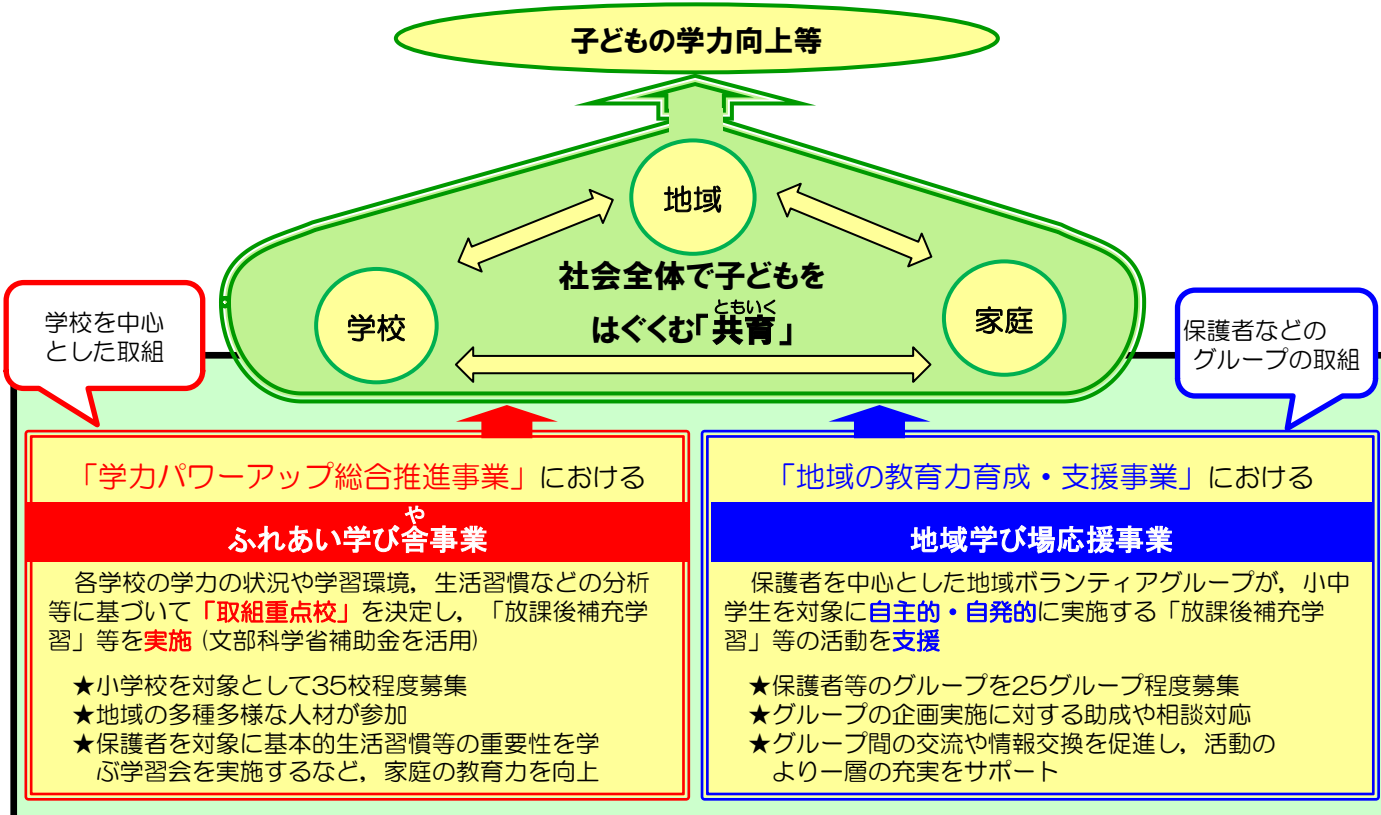 子どもの学力向上等
地域
学校
家庭
社会全体で子どもを
はぐくむ「共育」
ともいく
学校を中心
とした取組
保護者などの
グループの取組
「学力パワーアップ総合推進事業」における
や
ふれあい学び舎事業
各学校の学力の状況や学習環境，生活習慣などの分析
等に基づいて「取組重点校」を決定し，「放課後補充学
習」等を実施（文部科学省補助金を活用）
★小学校を対象として35校程度募集
★地域の多種多様な人材が参加
★保護者を対象に基本的生活習慣等の重要性を学
ぶ学習会を実施するなど，家庭の教育力を向上
「地域の教育力育成・支援事業」における
地域学び場応援事業
保護者を中心とした地域ボランティアグループが，小中
学生を対象に自主的・自発的に実施する「放課後補充学
習」等の活動を支援
★保護者等のグループを25グループ程度募集
★グループの企画実施に対する助成や相談対応
★グループ間の交流や情報交換を促進し，活動の
より一層の充実をサポート